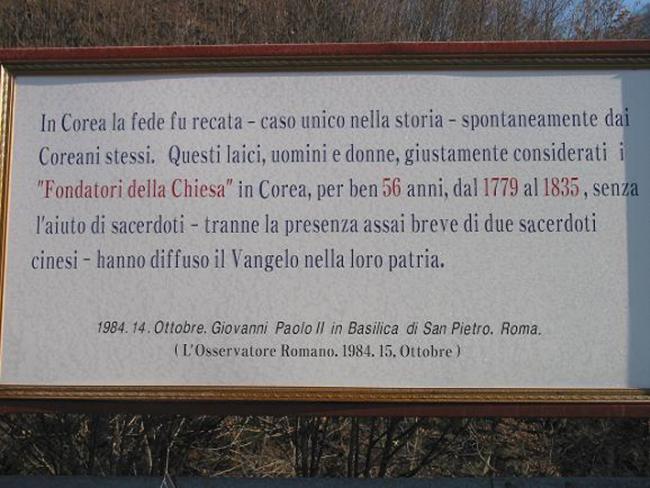 In Corea la fede fu recata - caso unico nella storia - spontaneamente dai
Coreani stessi. Questi laici, uomini e donne, giustamente considerati i
"Fondatori della Chiesa" in Corea, per ben 56 anni, dal 1779 al 1835, senza
l'aiuto di sacerdoti - tranne la presenza assai breve di due sacerdoti
cinesi - hanno diffuso il Vangelo nella loro patria.
1984. 14. Ottobre. Giovanni Paolo II in Basilica di San Pietro. Roma.
( L'Osservatore Romano. 1984. 15. Ottobre )